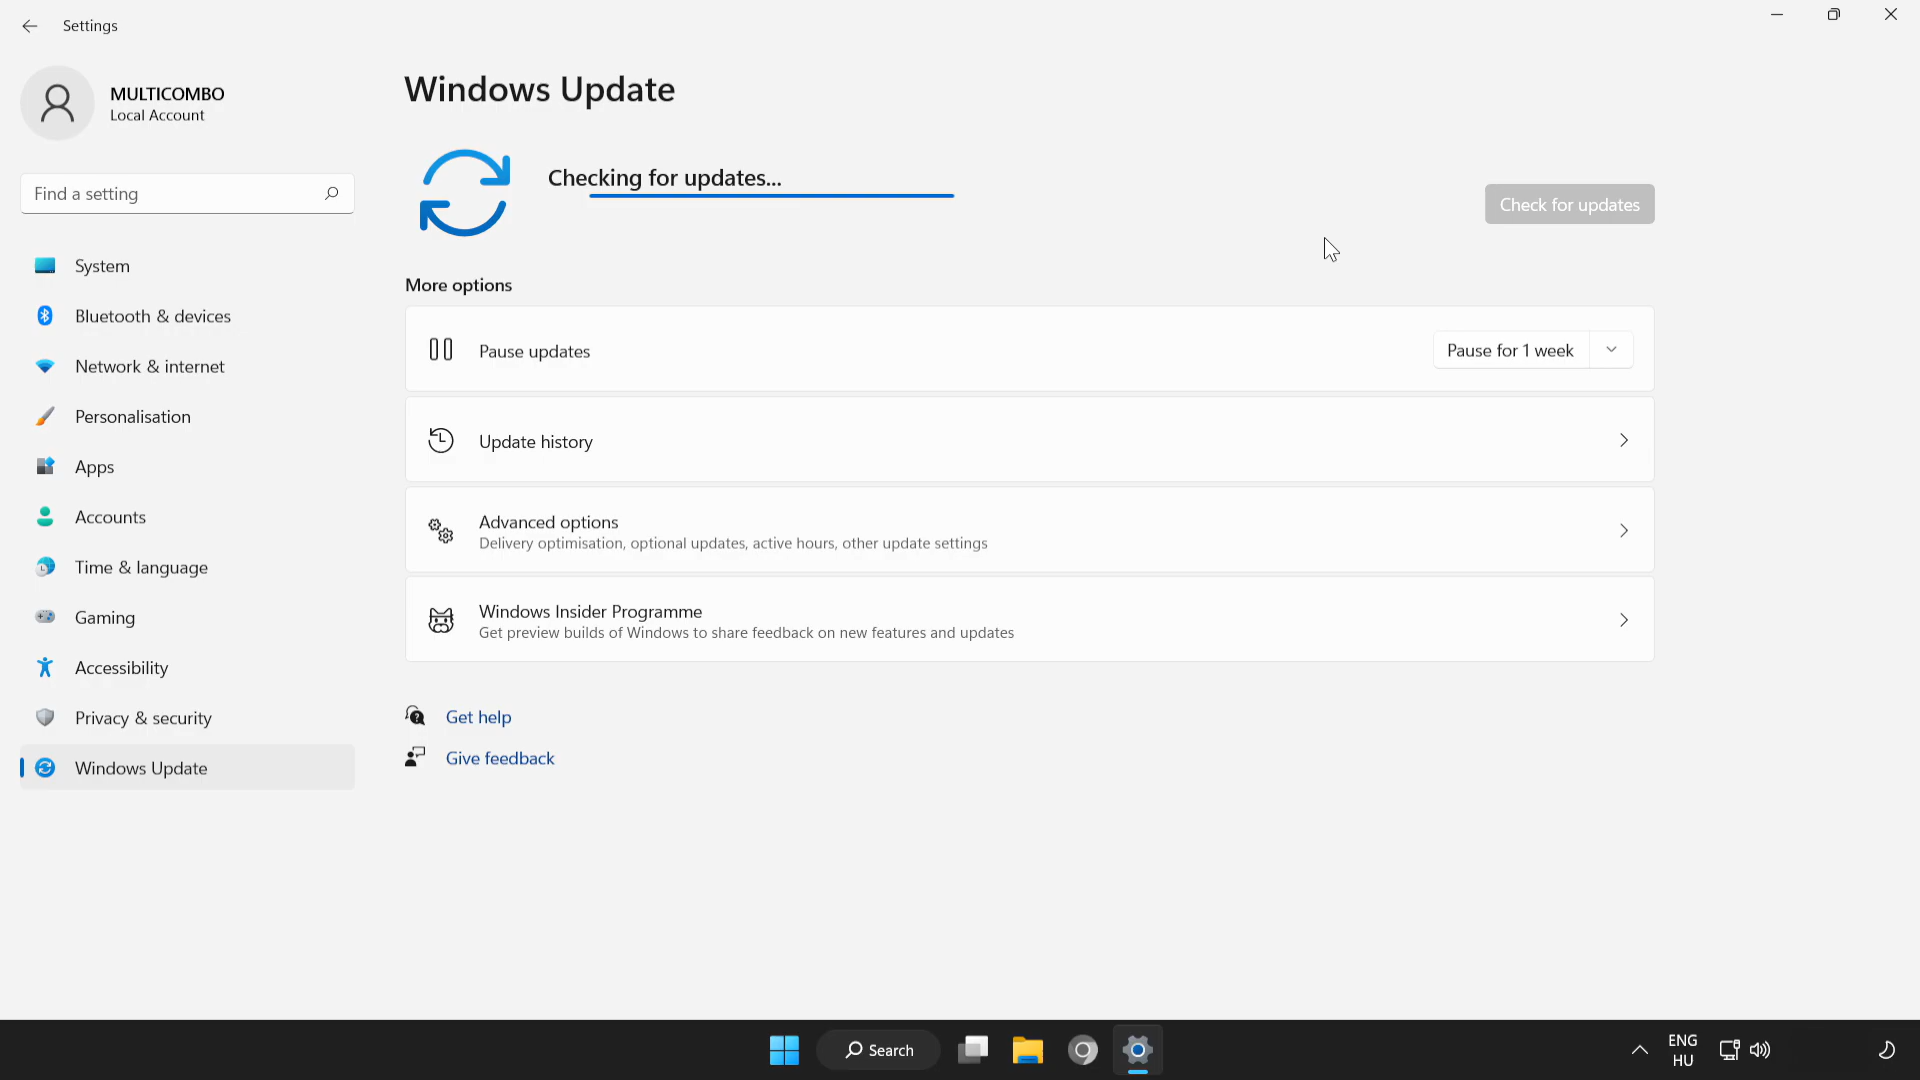 Settings
MULTICOMBO
Local Account
Find a setting
System
Bluetooth & devices
Network & internet
Personalisation
Apps
Accounts
Time & language
Gaming
Accessibility
Privacy & security
Windows Update
Windows Update
Checking for updates...
Check for updates
More options
Pause updates
Pause for 1 week
Update history
Advanced options
Delivery optimisation, optional updates, active hours, other update settings
Windows Insider Programme
Get preview builds of Windows to share feedback on new features and updates
Get help
Give feedback
Search
ENG
HU